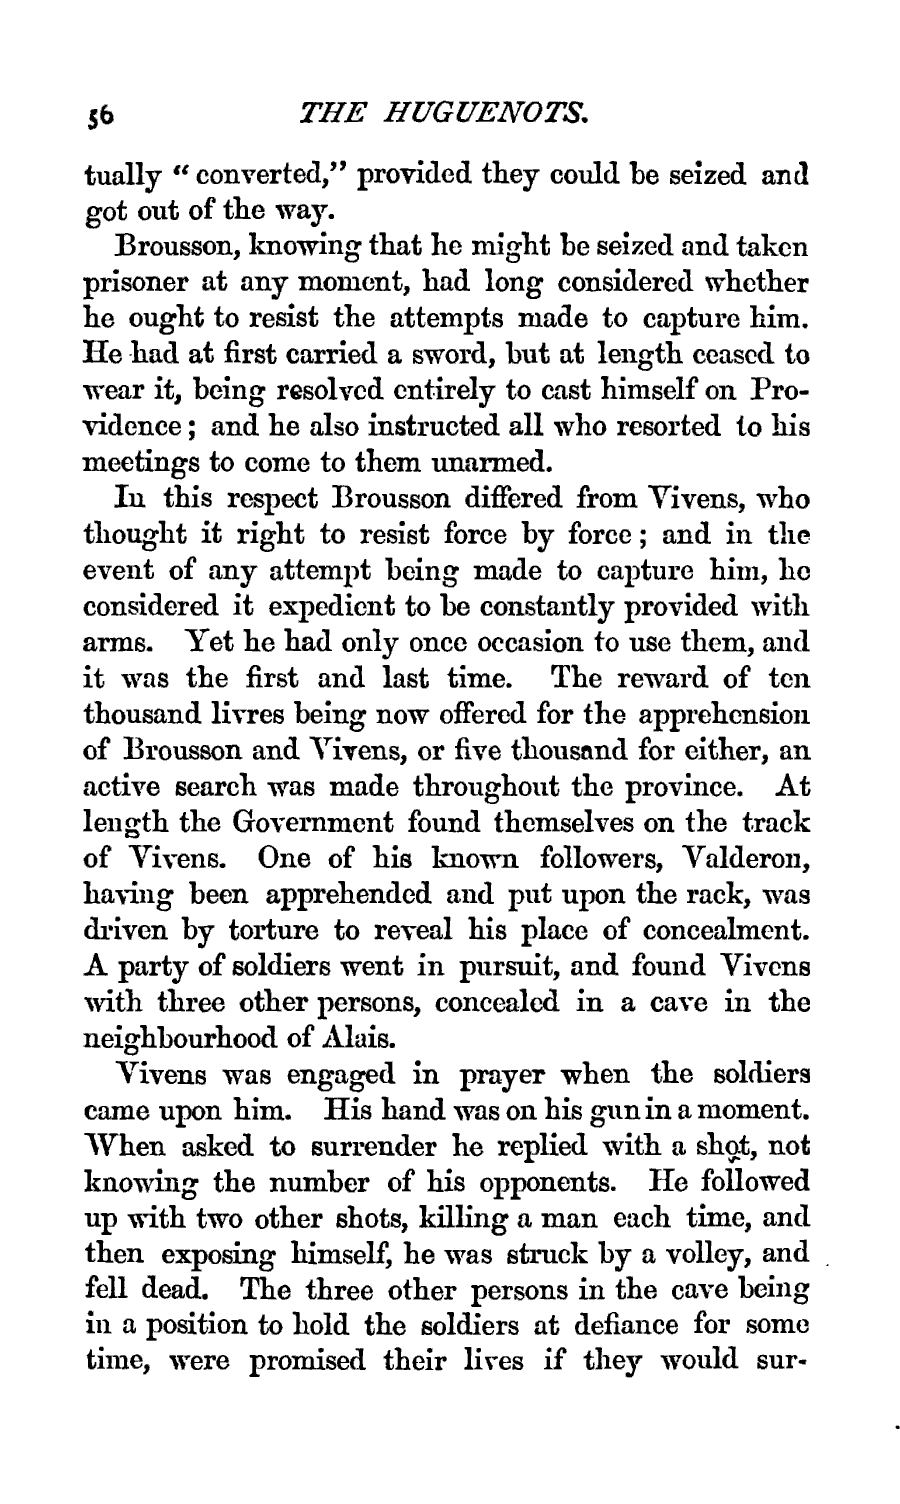 56 THE HUGUENOTS.
tually “converted,” provided they could be seized and
got out of the way.
Brousson, knowing that he might be seized and taken
prisoner at any moment, had long considered whether
he ought to resist the attempts made to capture him.
He had at first carried a sword, but at length ceased to
wear it, being resolved entirely to cast himself on Pro-
vidence; and he also instructed all who resorted to his
meetings to come to them unarmed.
In this respect Brousson differed from Vivens, who
thought it right to resist force by force; and in the
event of any attempt being made to capture him, he
considered it expedient to be constantly provided with
arms. Yet he had only once occasion to use them, and
it was the first and last time. The reward of ten
thousand livres being now offered for the apprehension
of Brousson and Vivens, or five thousand for either, an
active search was made throughout the province. At
length the Government found themselves on the track
of Vivens. One of his known followers, Valderon,
having been apprehended and put upon the rack, was
driven by torture to reveal his place of concealment.
A party of soldiers went in pursuit, and found Vivens
with three other persons, concealed in a cave in the
neighbourhood of Alais.
Vivens was engaged in prayer when the soldiers
came upon him. His hand was on his gun in a moment.
When asked to surrender he replied with a shot, not
knowing the number of his opponents. He followed
up with two other shots, killing a man each time, and
then exposing himself, he was struck by a volley, and
fell dead. The three other persons in the cave being
in a position to hold the soldiers at defiance for some
time, were promised their lives if they would sur-